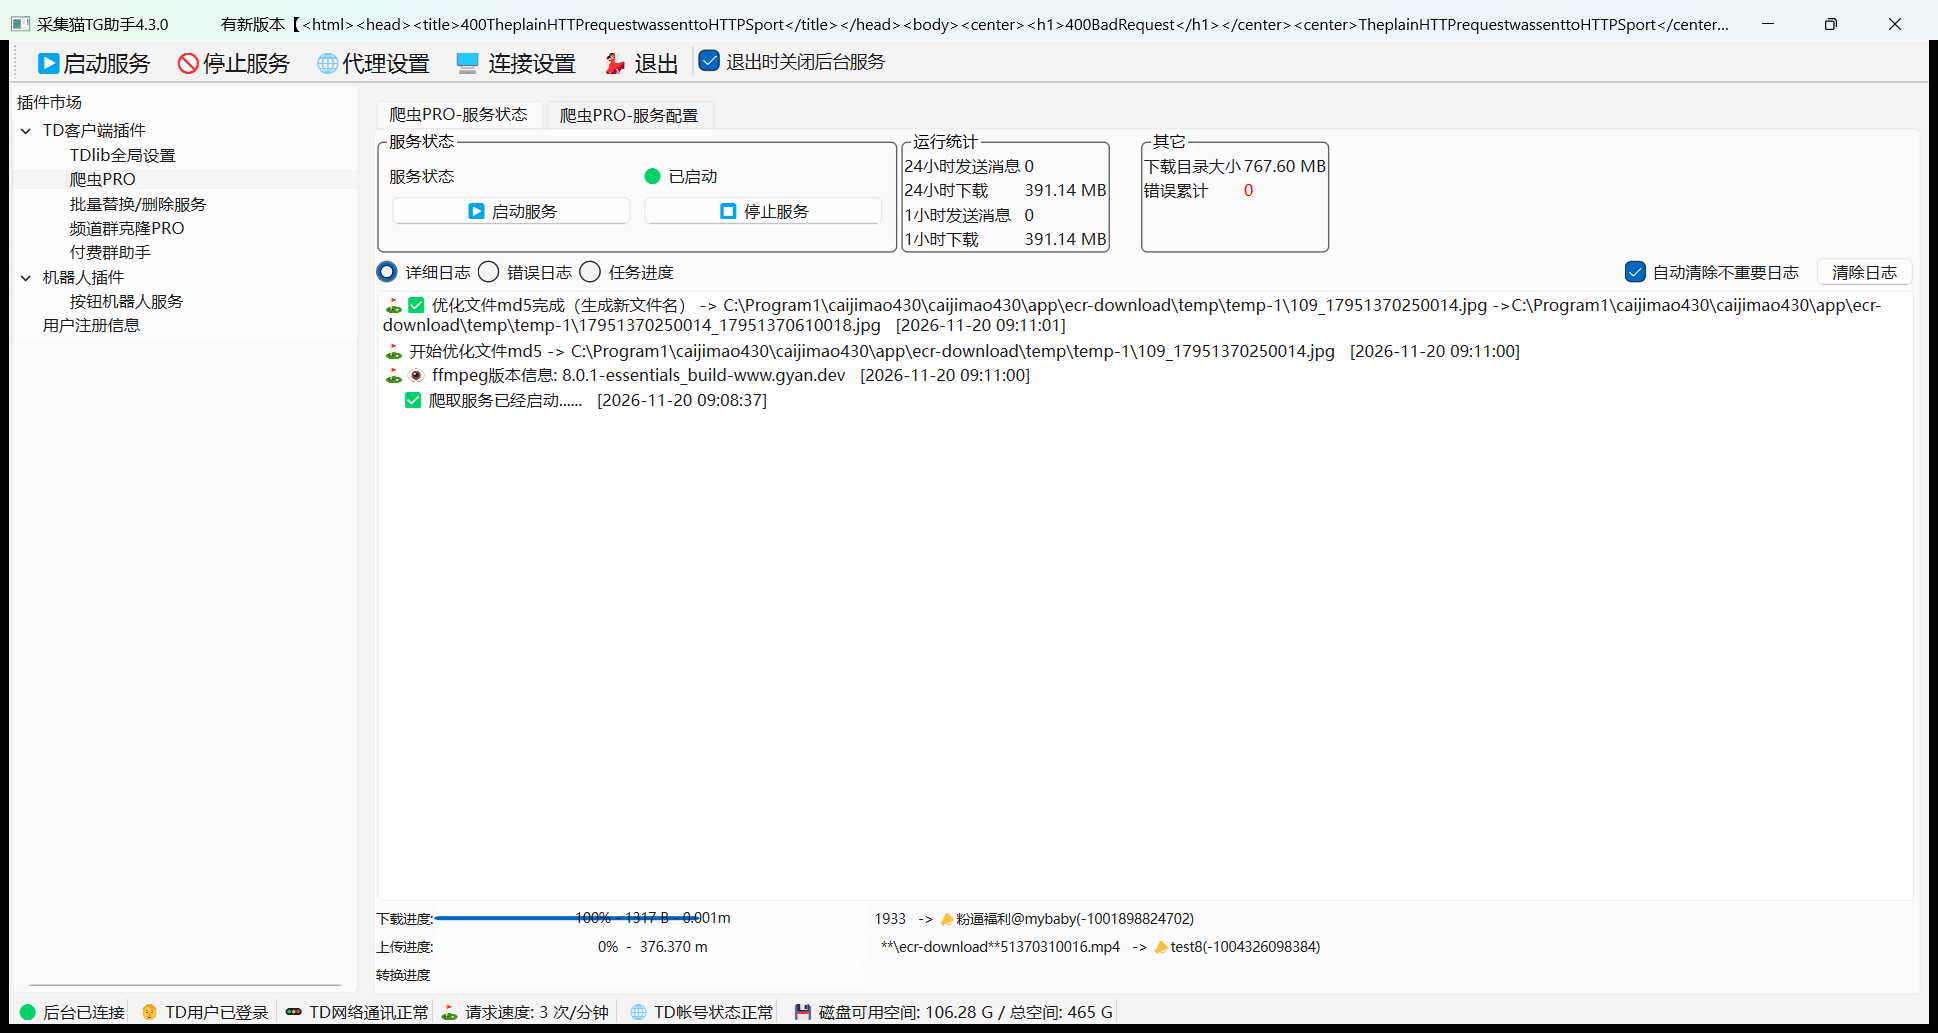 采集猫TG助手4.3.0 有新版本【<html><head><title>400TheplainHTTPrequestwassenttoHTTPSport</title></head><body><center><h1>400BadRequest</h1></center><center>TheplainHTTPrequestwassenttoHTTPSport</center...
启动服务 停止服务 代理设置 连接设置 退出 退出时关闭后台服务
插件市场
TD客户端插件
TDlib全局设置
爬虫PRO
批量替换/删除服务
频道群克隆PRO
付费群助手
机器人插件
按钮机器人服务
用户注册信息
爬虫PRO-服务状态 爬虫PRO-服务配置
服务状态
服务状态 已启动
启动服务 停止服务
运行统计
24小时发送消息 0
24小时下载 391.14 MB
1小时发送消息 0
1小时下载 391.14 MB
其它
下载目录大小 767.60 MB
错误累计 0
详细日志 错误日志 任务进度 自动清除不重要日志 清除日志
优化文件md5完成（生成新文件名） -> C:\Program1\caijimao430\caijimao430\app\ecr-download\temp\temp-1\109_17951370250014.jpg ->C:\Program1\caijimao430\caijimao430\app\ecr-
download\temp\temp-1\17951370250014_17951370610018.jpg [2026-11-20 09:11:01]
开始优化文件md5 -> C:\Program1\caijimao430\caijimao430\app\ecr-download\temp\temp-1\109_17951370250014.jpg [2026-11-20 09:11:00]
ffmpeg版本信息: 8.0.1-essentials_build-www.gyan.dev [2026-11-20 09:11:00]
爬取服务已经启动...... [2026-11-20 09:08:37]
下载进度: 100% - 1317 B - 0.001m 1933 -> 粉逼福利@mybaby(-1001898824702)
上传进度: 0% - 376.370 m **\ecr-download**51370310016.mp4 -> test8(-1004326098384)
转换进度
后台已连接 TD用户已登录 TD网络通讯正常 请求速度: 3 次/分钟 TD帐号状态正常 磁盘可用空间: 106.28 G / 总空间: 465 G